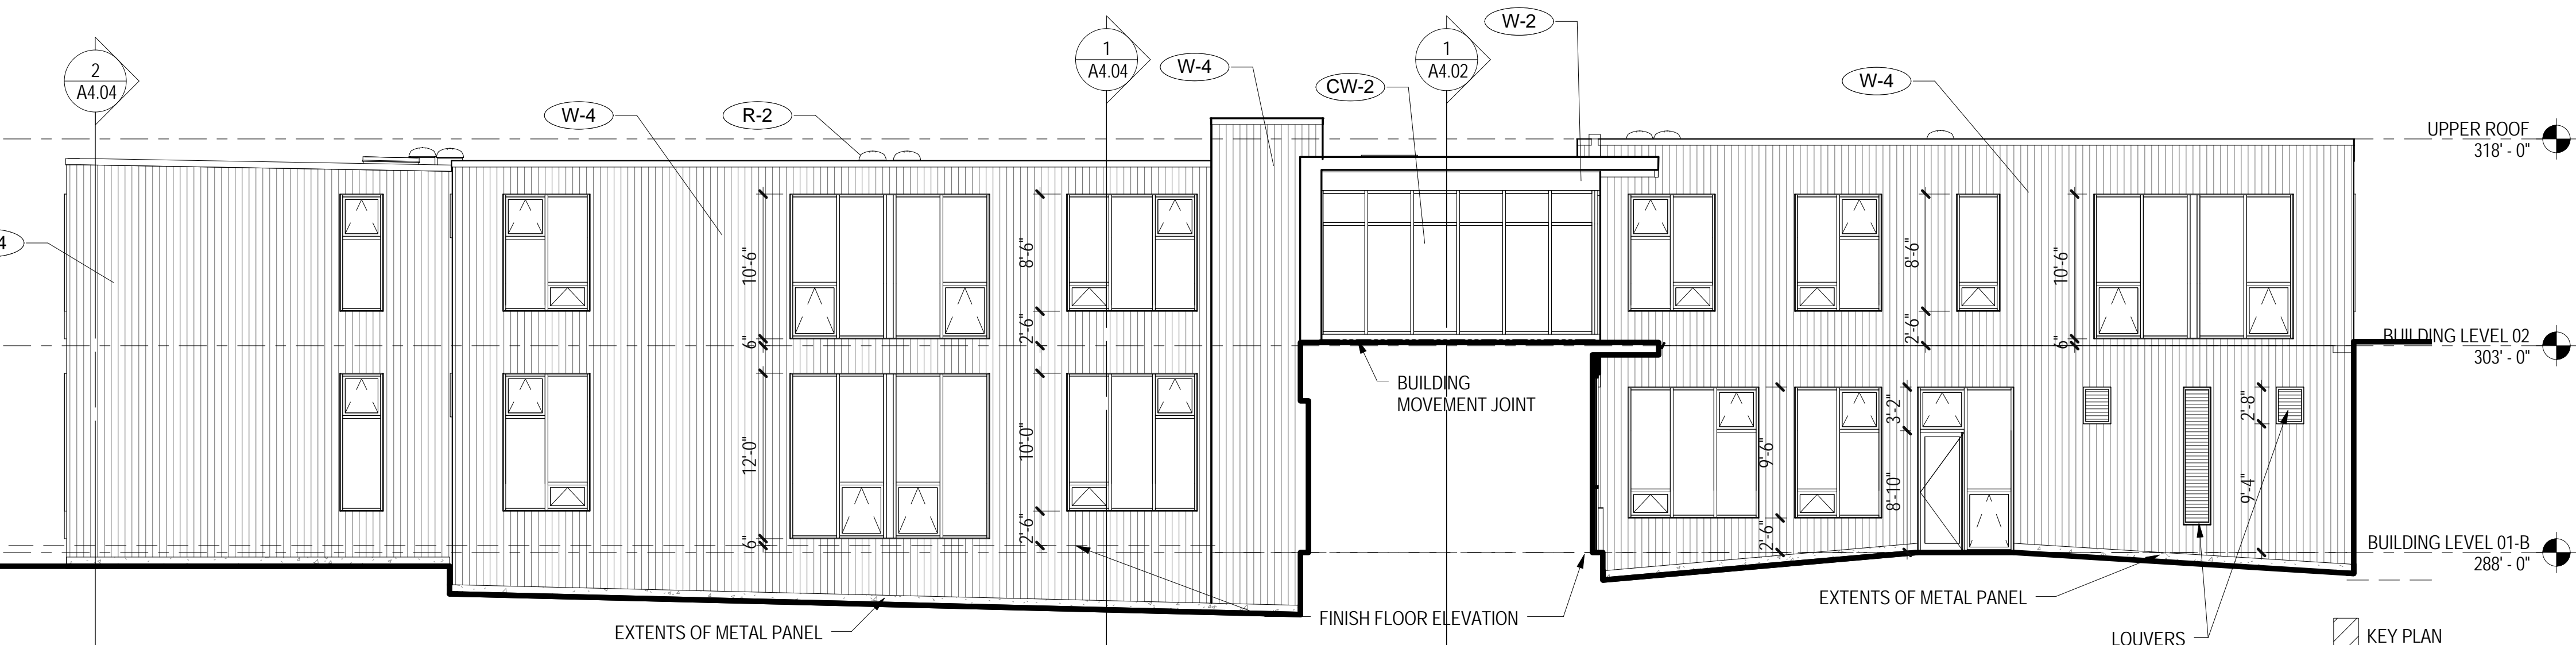 2
A4.04
W-4
R-2
1
A4.04
W-4
CW-2
1
A4.02
W-2
W-4
UPPER ROOF
318' - 0"
4
10'-6"
6"
8'-6"
2'-6"
8'-6"
2'-6"
10'-6"
6"
BUILDING LEVEL 02
303' - 0"
BUILDING
MOVEMENT JOINT
12'-0"
6"
10'-0"
2'-6"
9'-6"
2'-6"
3'-2"
8'-10"
2'-8"
9'-4"
BUILDING LEVEL 01-B
288' - 0"
EXTENTS OF METAL PANEL
FINISH FLOOR ELEVATION
EXTENTS OF METAL PANEL
LOUVERS
KEY PLAN